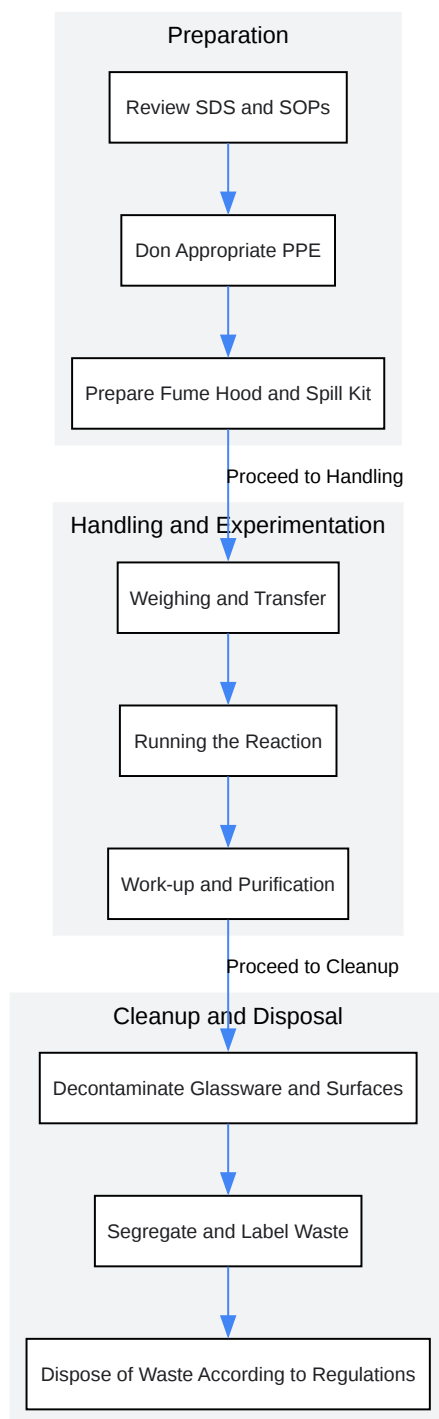 Preparation
Review SDS and SOPs
Don Appropriate PPE
Prepare Fume Hood and Spill Kit
Proceed to Handling
Handling and Experimentation
Weighing and Transfer
Running the Reaction
Work-up and Purification
Proceed to Cleanup
Cleanup and Disposal
Decontaminate Glassware and Surfaces
Segregate and Label Waste
Dispose of Waste According to Regulations